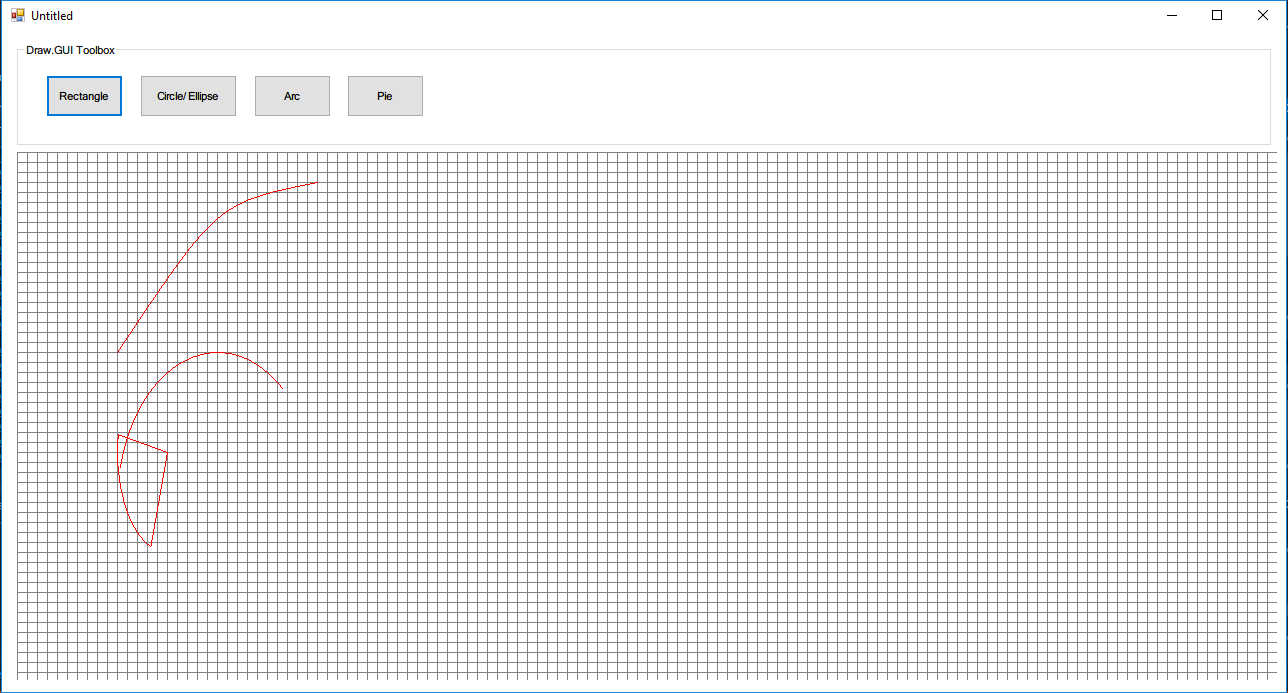 Untitled
Draw.GUI Toolbox
Rectangle
Circle/ Ellipse
Arc
Pie